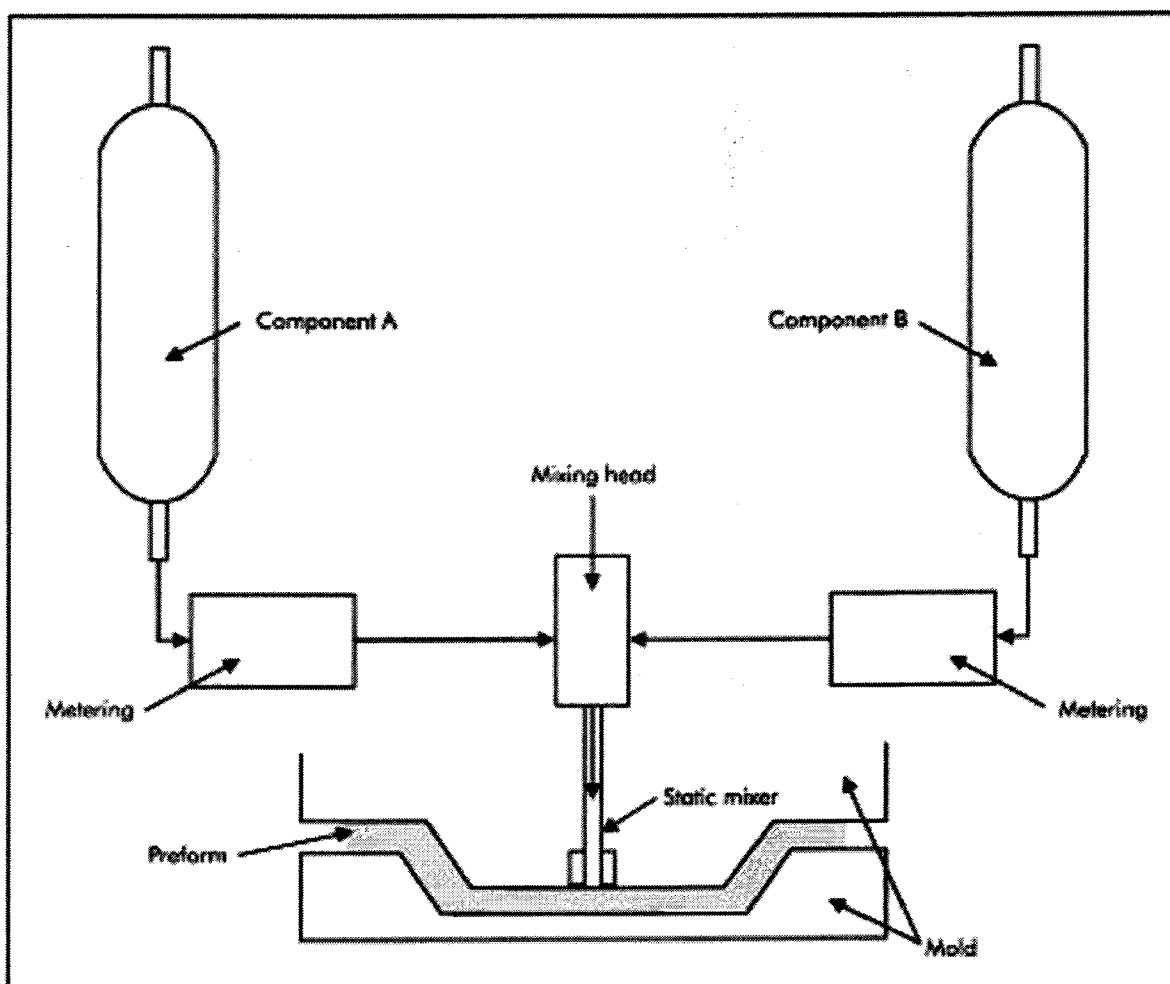 Component A
Component B
Mixing head
Metering
Metering
Static mixer
Preform
Mold